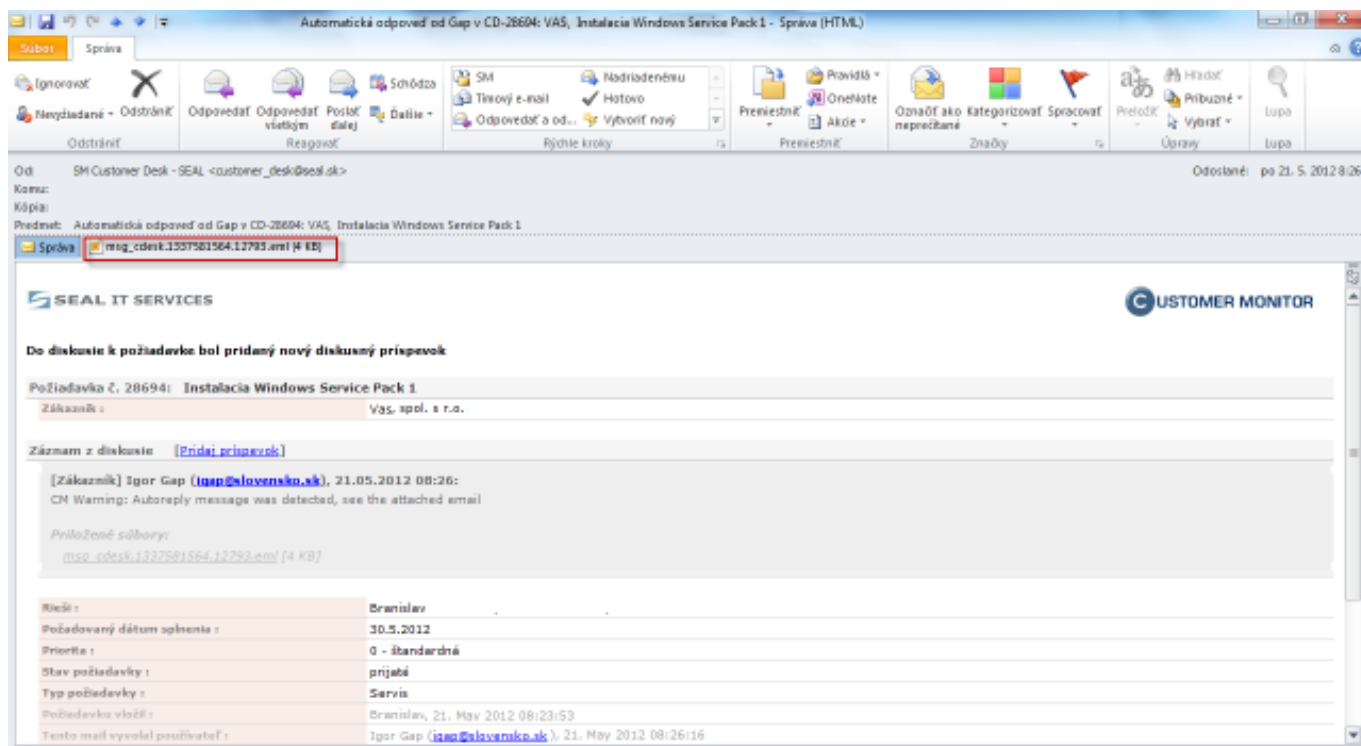 Automatická odpoveď od Gap v CD-28694: VAS, Instalacia Windows Service Pack 1 - Správa (HTML)
Súbor Správa
Ignorovať
Nevyžiadané
Odstrániť
Odpovedať Odpovedať všetkým Poslať ďalej
Schôdza
Ďalšie
SM
Tímový e-mail
Odpovedať a od...
Nadriadenému
Hotovo
Vytvoriť nový
Premiestniť
Pravidlá
OneNote
Akcie
Označiť ako neprečítané Kategorizovať Spracovať
Preložiť
Hľadať
Príbuzné
Vybrať
Lupa
Odstrániť Reagovať Rýchle kroky Premiestniť Značky Úpravy Lupa
Od: SM Customer Desk - SEAL <customer_desk@seal.sk> Odoslané: po 21. 5. 2012 8:26
Komu:
Kópia:
Predmet: Automatická odpoveď od Gap v CD-28694: VAS, Instalacia Windows Service Pack 1
Správa msg_cdesk.1337581564.12793.eml (4 KB)
SEAL IT SERVICES CUSTOMER MONITOR
Do diskusie k požiadavke bol pridaný nový diskusný príspevok
Požiadavka č. 28694: Instalacia Windows Service Pack 1
Zákazník : Vas, spol. s r.o.
Záznam z diskusie [Pridaj príspevok]
[Zákazník] Igor Gap (igap@slovensko.sk), 21.05.2012 08:26:
CM Warning: Autoreply message was detected, see the attached email
Priložené súbory:
msg_cdesk.1337581564.12793.eml [4 KB]
Rieši : Branislav
Požadovaný dátum splnenia : 30.5.2012
Priorita : 0 - štandardná
Stav požiadavky : prijaté
Typ požiadavky : Servis
Požiadavku vložil : Branislav, 21. May 2012 08:23:53
Tento mail vyvolal používateľ : Igor Gap (igap@slovensko.sk), 21. May 2012 08:26:16